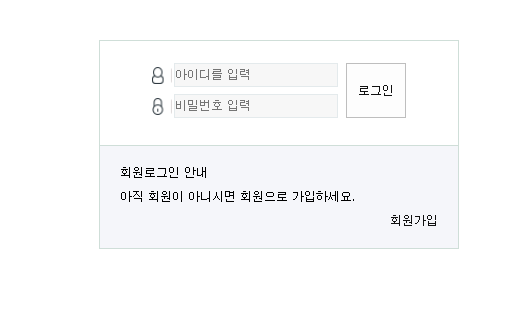 아이디를 입력
비밀번호 입력
로그인
회원로그인 안내
아직 회원이 아니시면 회원으로 가입하세요.
회원가입